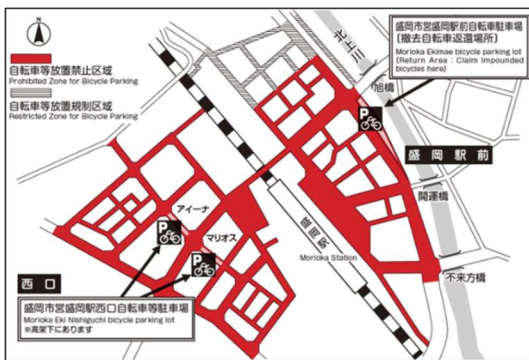 N
自転車等放置禁止区域
Prohibited Zone for Bicycle Parking
自転車等放置規制区域
Restricted Zone for Bicycle Parking
盛岡市営盛岡駅前自転車駐車場
(撤去自転車返還場所)
Morioka Ekimae bicycle parking lot
(Return Area : Claim Impounded
bicycles here)
北上川
旭橋
P
盛岡駅前
開運橋
アイーナ
P
マリオス
P
盛岡駅
Morioka Station
不来方橋
西口
盛岡市営盛岡駅西口自転車等駐車場
Morioka Eki Nishiguchi bicycle parking lot
※高架下にあります